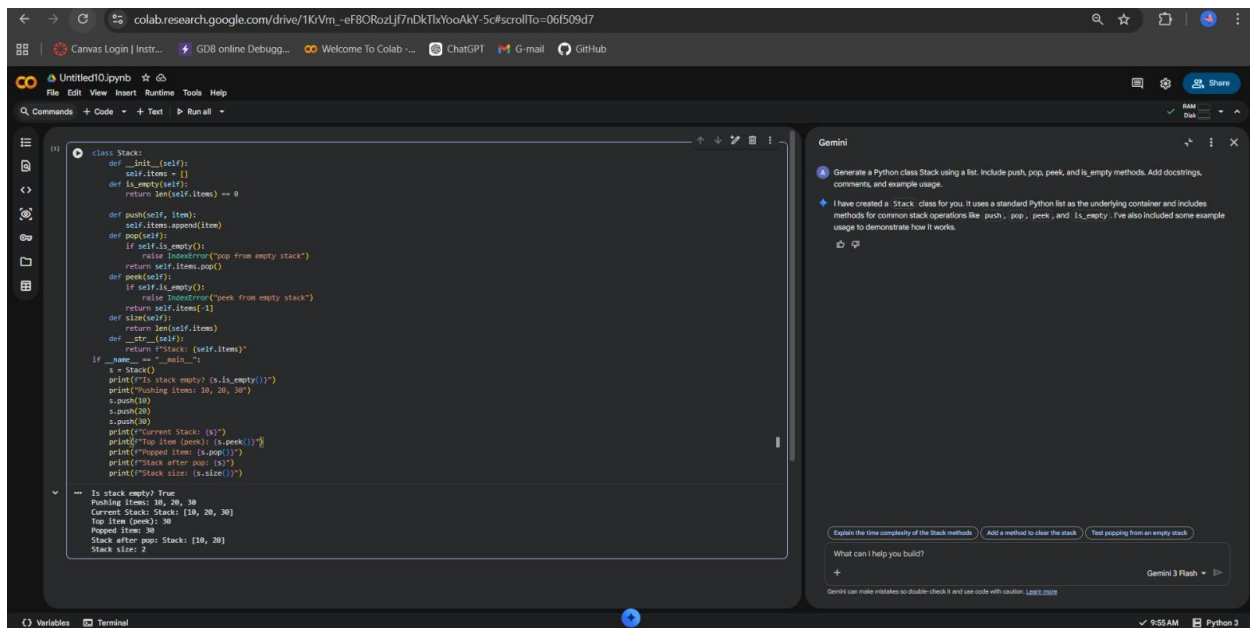 colab.research.google.com/drive/1KrVm_-eF8ORozLjf7nDkTlxYooAkY-5c#scrollTo=06f509d7
Canvas Login | Instr... GDB online Debugg... Welcome To Colab -... ChatGPT G-mail GitHub
Untitled10.ipynb
File Edit View Insert Runtime Tools Help
Share
Commands + Code + Text Run all
RAM
Disk
[1]
class Stack:
    def __init__(self):
        self.items = []
    def is_empty(self):
        return len(self.items) == 0

    def push(self, item):
        self.items.append(item)
    def pop(self):
        if self.is_empty():
            raise IndexError("pop from empty stack")
        return self.items.pop()
    def peek(self):
        if self.is_empty():
            raise IndexError("peek from empty stack")
        return self.items[-1]
    def size(self):
        return len(self.items)
    def __str__(self):
        return f"Stack: {self.items}"
if __name__ == "__main__":
    s = Stack()
    print(f"Is stack empty? {s.is_empty()}")
    print("Pushing items: 10, 20, 30")
    s.push(10)
    s.push(20)
    s.push(30)
    print(f"Current Stack: {s}")
    print(f"Top item (peek): {s.peek()}")
    print(f"Popped item: {s.pop()}")
    print(f"Stack after pop: {s}")
    print(f"Stack size: {s.size()}")
Is stack empty? True
Pushing items: 10, 20, 30
Current Stack: Stack: [10, 20, 30]
Top item (peek): 30
Popped item: 30
Stack after pop: Stack: [10, 20]
Stack size: 2
Gemini
A Generate a Python class Stack using a list. Include push, pop, peek, and is_empty methods. Add docstrings,
comments, and example usage.
I have created a Stack class for you. It uses a standard Python list as the underlying container and includes
methods for common stack operations like push, pop, peek, and is_empty. I've also included some example
usage to demonstrate how it works.
Explain the time complexity of the Stack methods Add a method to clear the stack Test popping from an empty stack
What can I help you build?
+ Gemini 3 Flash
Gemini can make mistakes so double-check it and use code with caution. Learn more
Variables Terminal
9:55 AM Python 3